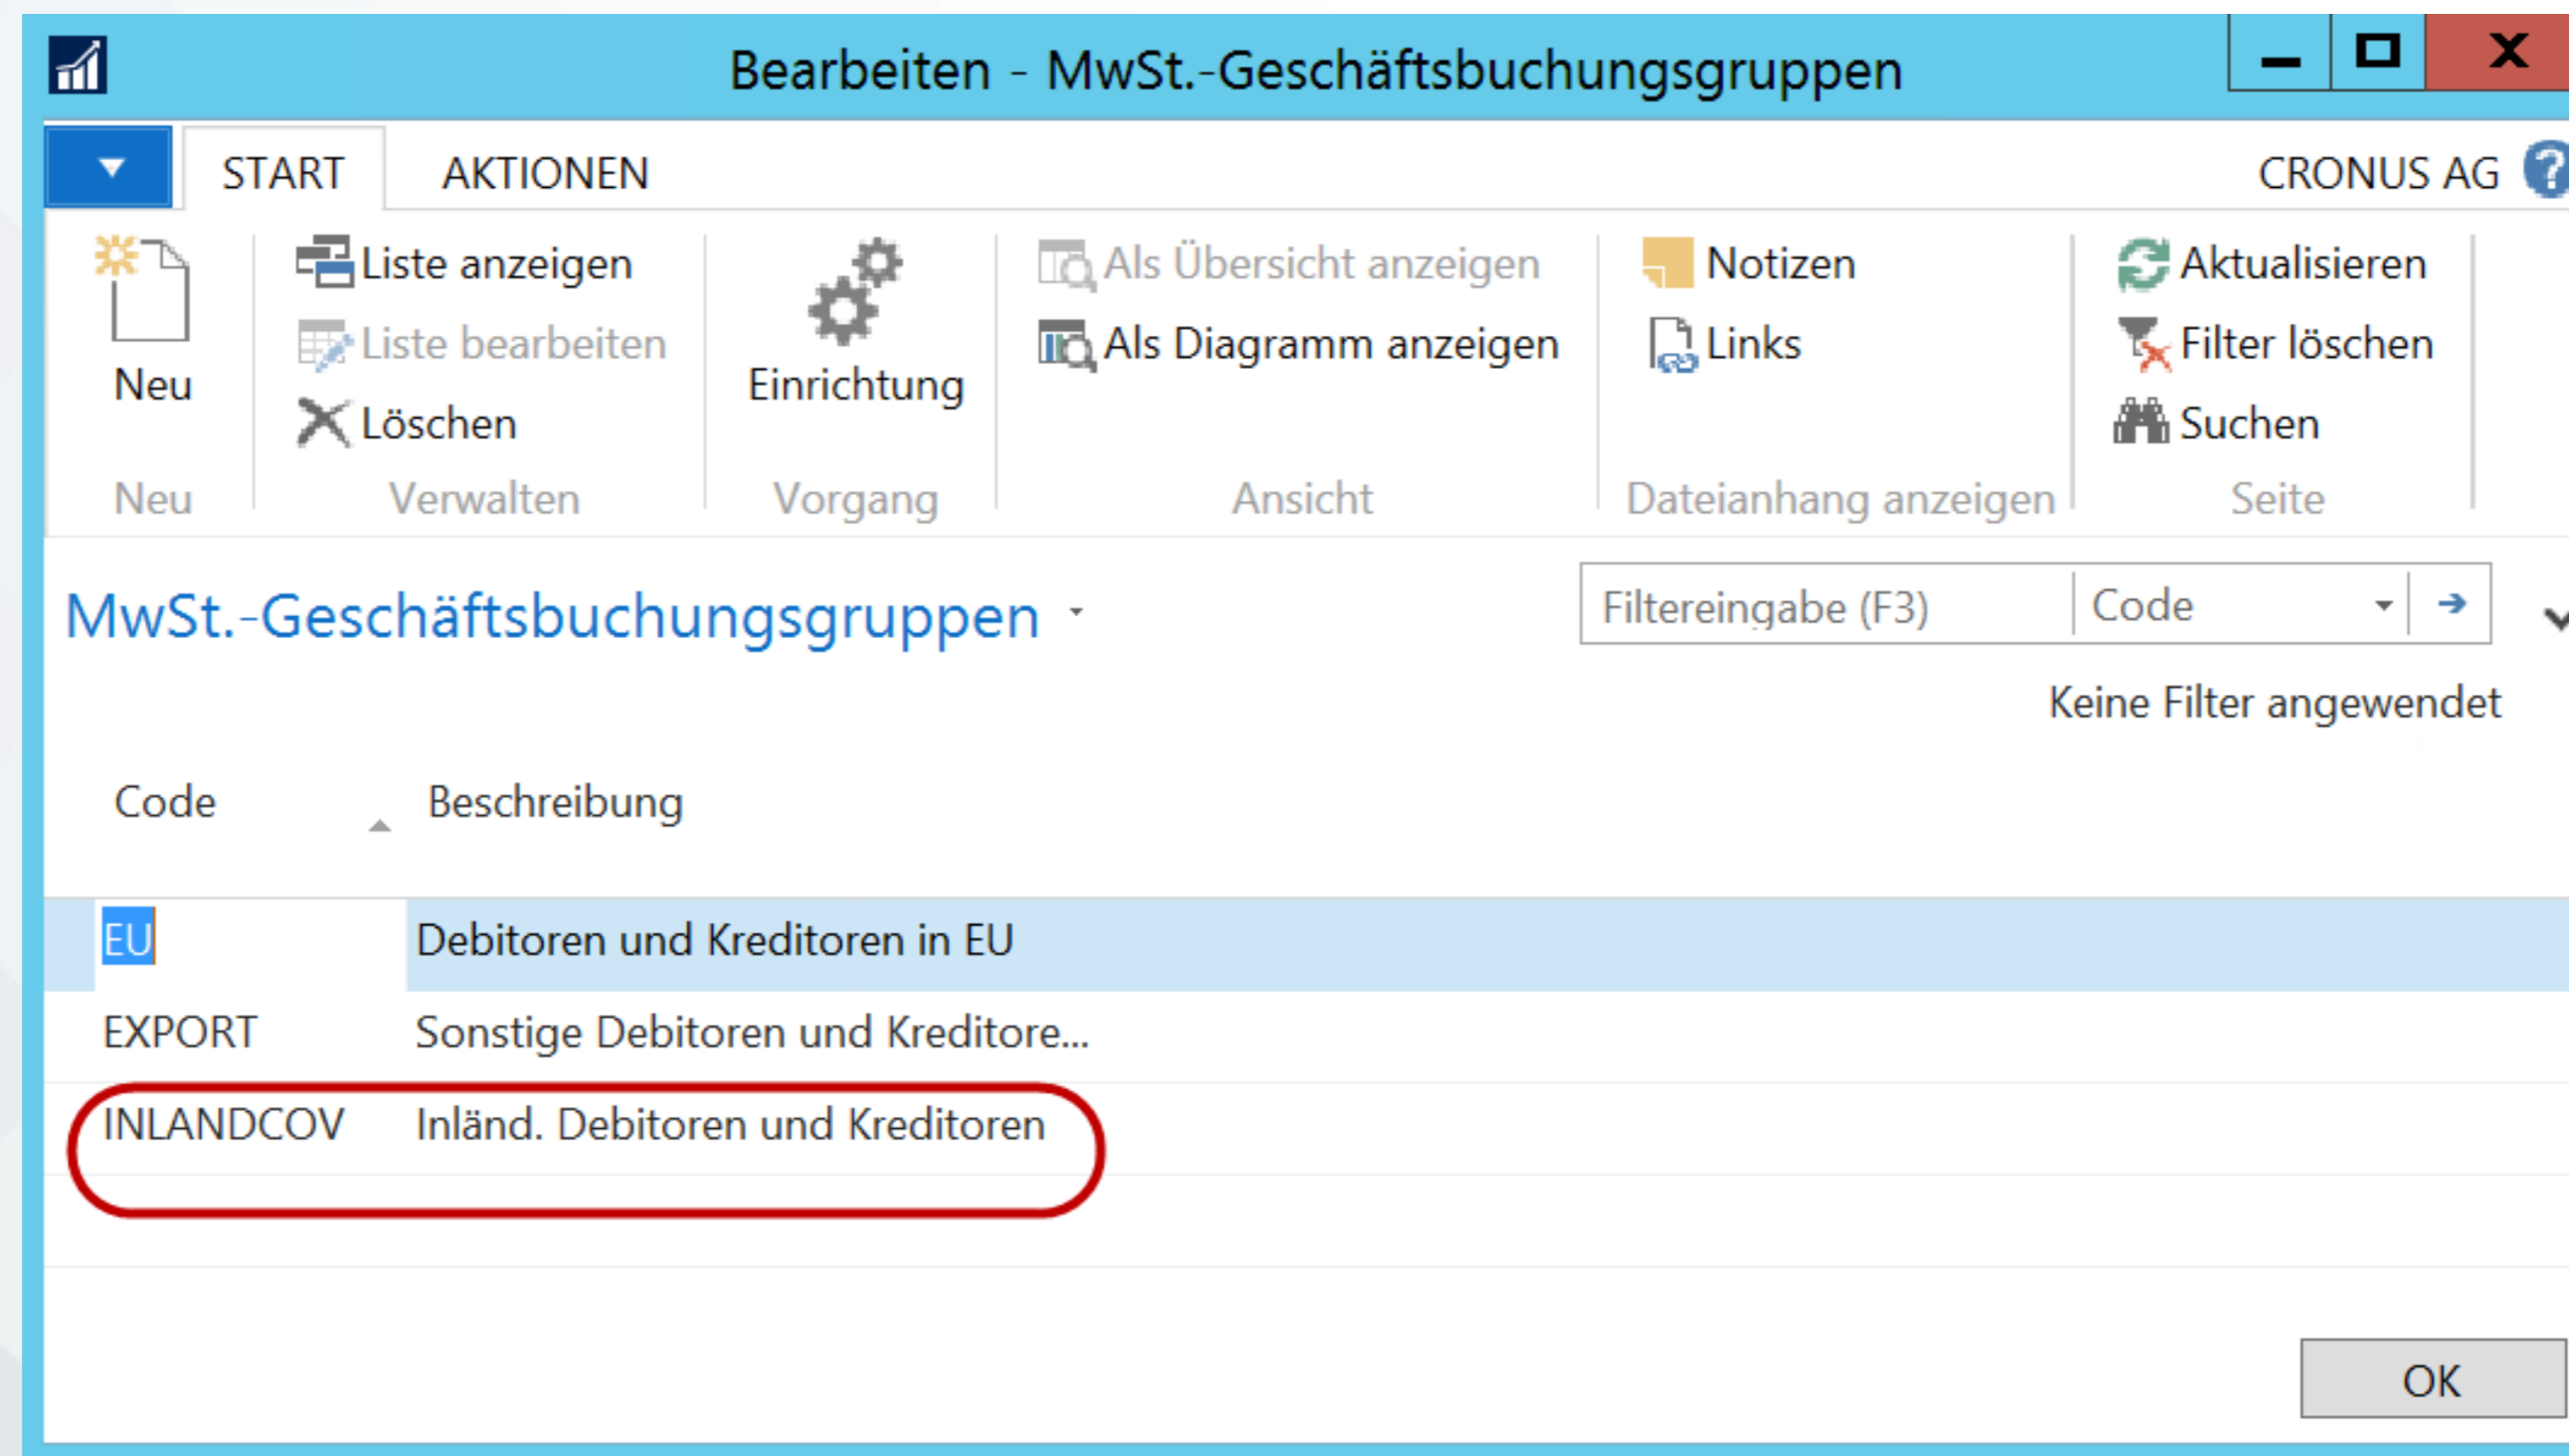 Bearbeiten - MwSt.-Geschäftsbuchungsgruppen
START AKTIONEN CRONUS AG ?
Neu
Liste anzeigen
Liste bearbeiten
Löschen
Einrichtung
Als Übersicht anzeigen
Als Diagramm anzeigen
Notizen
Links
Aktualisieren
Filter löschen
Suchen
Neu Verwalten Vorgang Ansicht Dateianhang anzeigen Seite
MwSt.-Geschäftsbuchungsgruppen Filtereingabe (F3) Code
Keine Filter angewendet
Code Beschreibung
EU Debitoren und Kreditoren in EU
EXPORT Sonstige Debitoren und Kreditore...
INLANDCOV Inländ. Debitoren und Kreditoren
OK